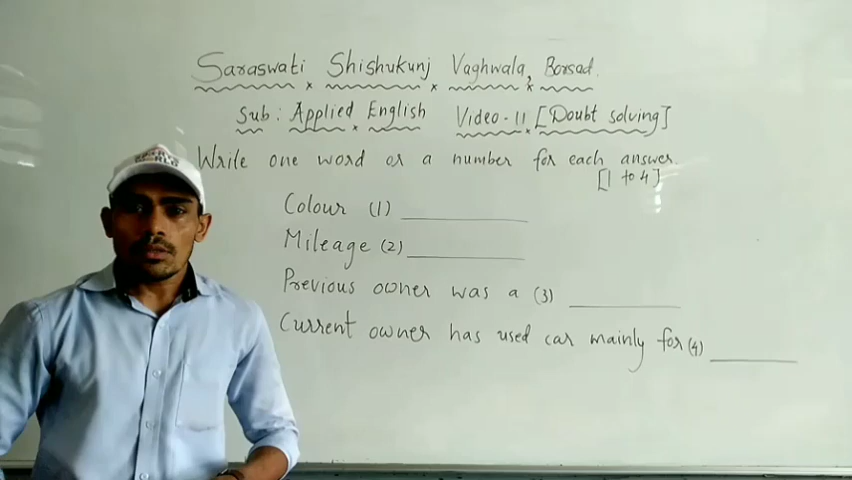 Saraswati Shishukunj Vaghwala, Borsad.
Sub: Applied English Video-11 [Doubt solving]
Write one word or a number for each answer.
[1 to 4]
Colour (1)
Mileage (2)
Previous owner was a (3)
Current owner has used car mainly for (4)